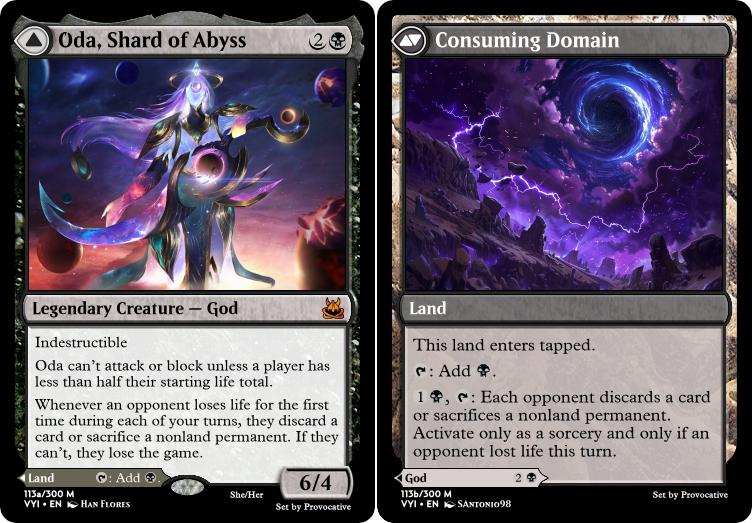 Oda, Shard of Abyss 2
Legendary Creature — God
Indestructible
Oda can't attack or block unless a player has
less than half their starting life total.
Whenever an opponent loses life for the first
time during each of your turns, they discard a
card or sacrifice a nonland permanent. If they
can't, they lose the game.
Land : Add .
6/4
113a/300 M
VYI • EN HAN FLORES
She/Her
Set by Provocative
Consuming Domain
Land
This land enters tapped.
: Add .
1 , : Each opponent discards a card
or sacrifices a nonland permanent.
Activate only as a sorcery and only if an
opponent lost life this turn.
God 2
113b/300 M
VYI • EN SANTONIO98
Set by Provocative